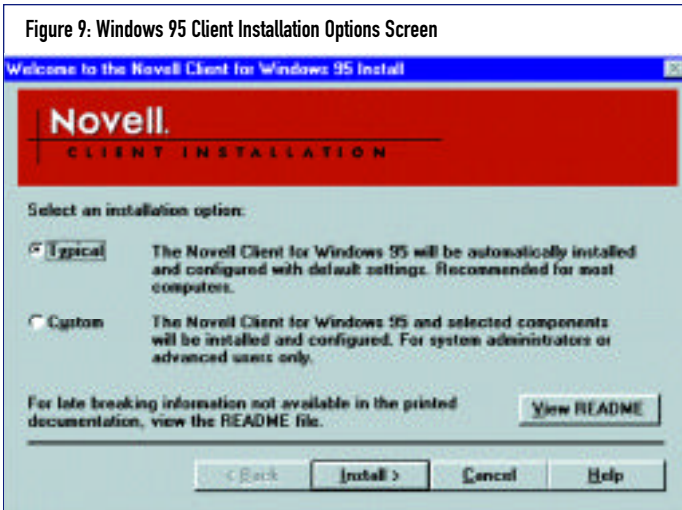 Figure 9: Windows 95 Client Installation Options Screen
Welcome to the Novell Client for Windows 95 Install
Novell.
CLIENT INSTALLATION
Select an installation option:
Typical
The Novell Client for Windows 95 will be automatically installed
and configured with default settings. Recommended for most
computers.
Custom
The Novell Client for Windows 95 and selected components
will be installed and configured. For system administrators or
advanced users only.
For late breaking information not available in the printed
documentation, view the README file.
View README
< Back
Install >
Cancel
Help